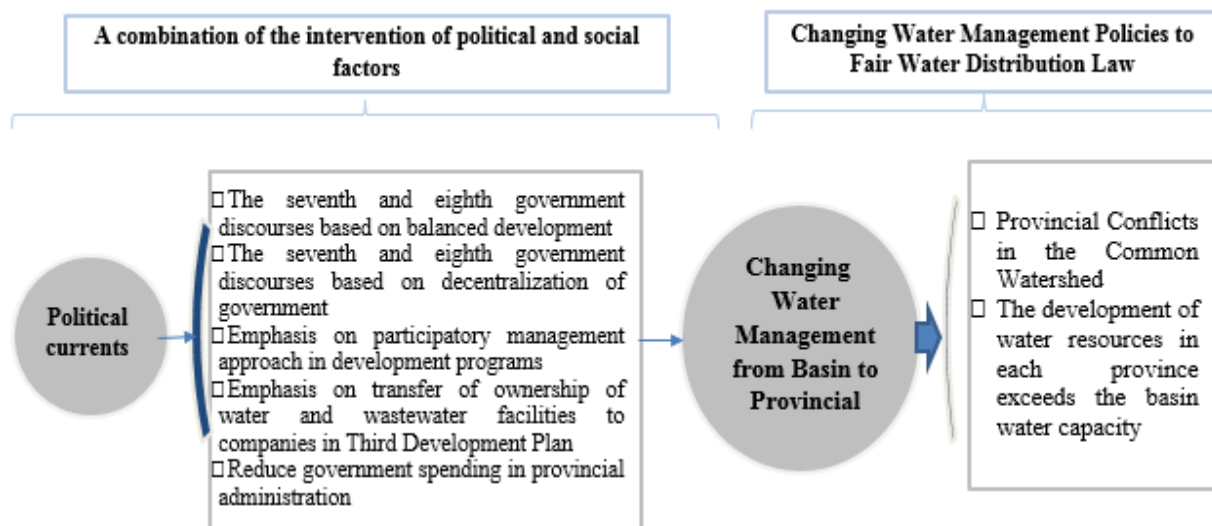 A combination of the intervention of political and social
factors
Changing Water Management Policies to
Fair Water Distribution Law
Political
currents
□The seventh and eighth government
discourses based on balanced development
□The seventh and eighth government
discourses based on decentralization of
government
□Emphasis on participatory management
approach in development programs
□Emphasis on transfer of ownership of
water and wastewater facilities to
companies in Third Development Plan
□Reduce government spending in provincial
administration
Changing
Water
Management
from Basin to
Provincial
□ Provincial Conflicts
in the Common
Watershed
□ The development of
water resources in
each province
exceeds the basin
water capacity